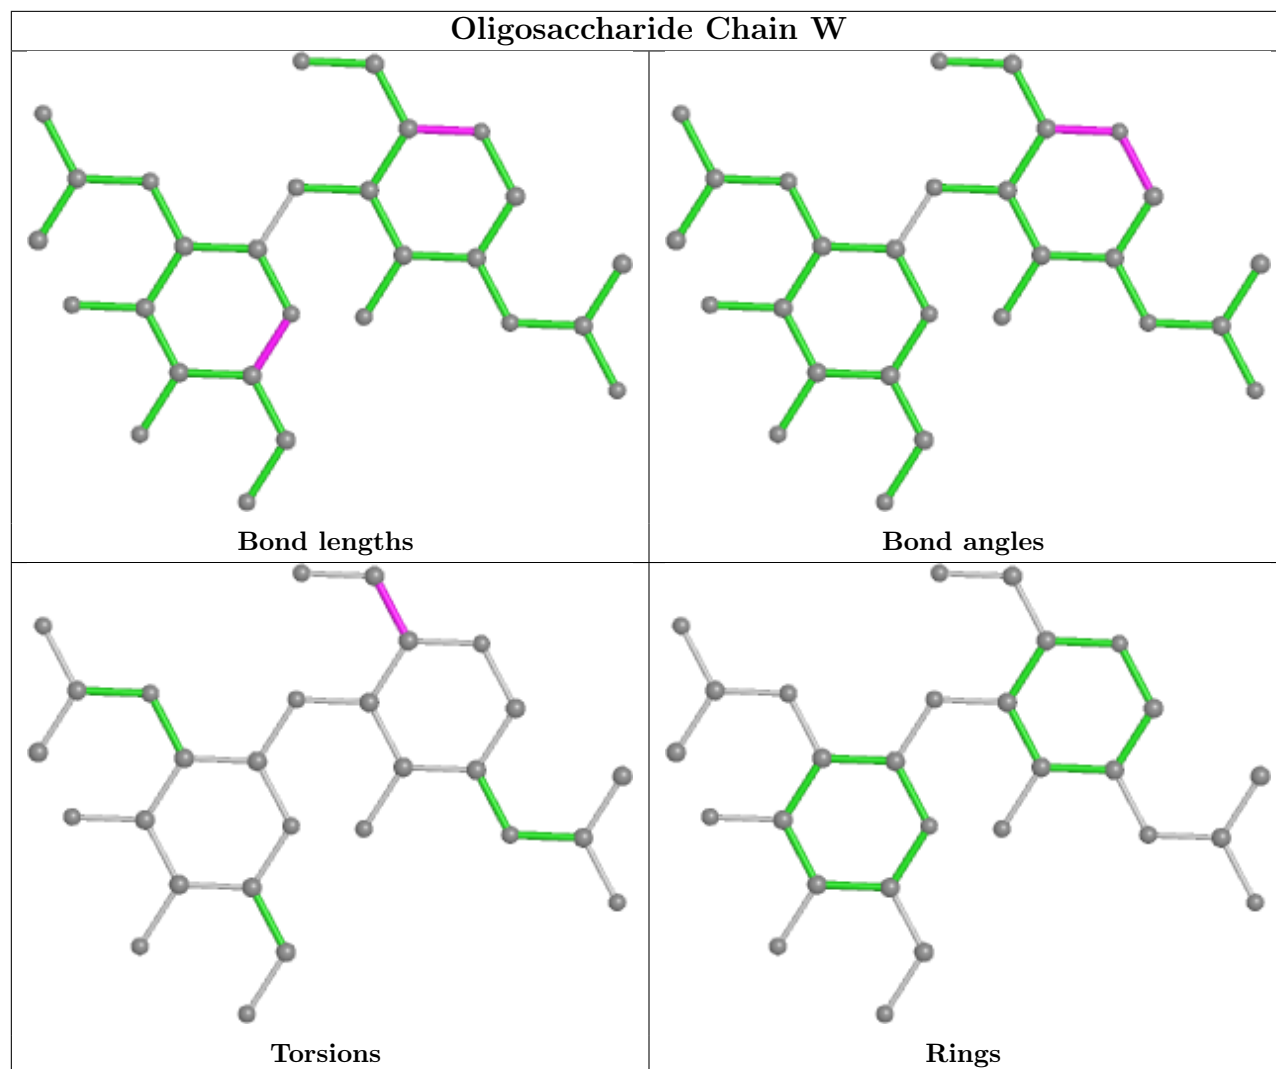 Oligosaccharide Chain W
Bond lengths
Bond angles
Torsions
Rings